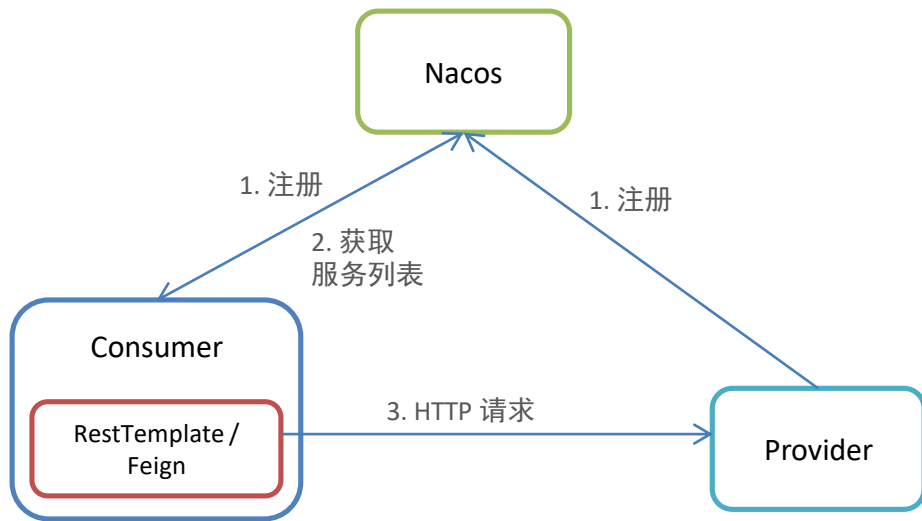 Nacos
1. 注册
1. 注册
2. 获取
服务列表
Consumer
3. HTTP 请求
RestTemplate /
Feign
Provider